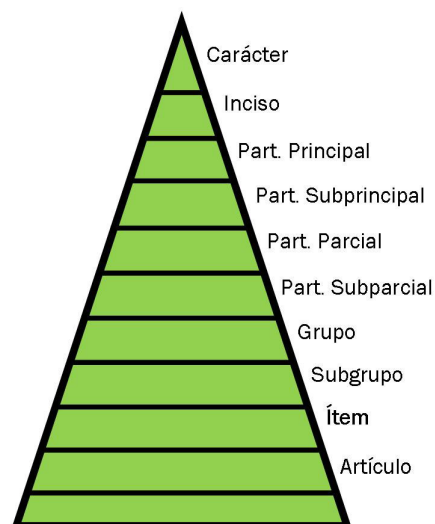 Carácter
Inciso
Part. Principal
Part. Subprincipal
Part. Parcial
Part. Subparcial
Grupo
Subgrupo
Ítem
Artículo